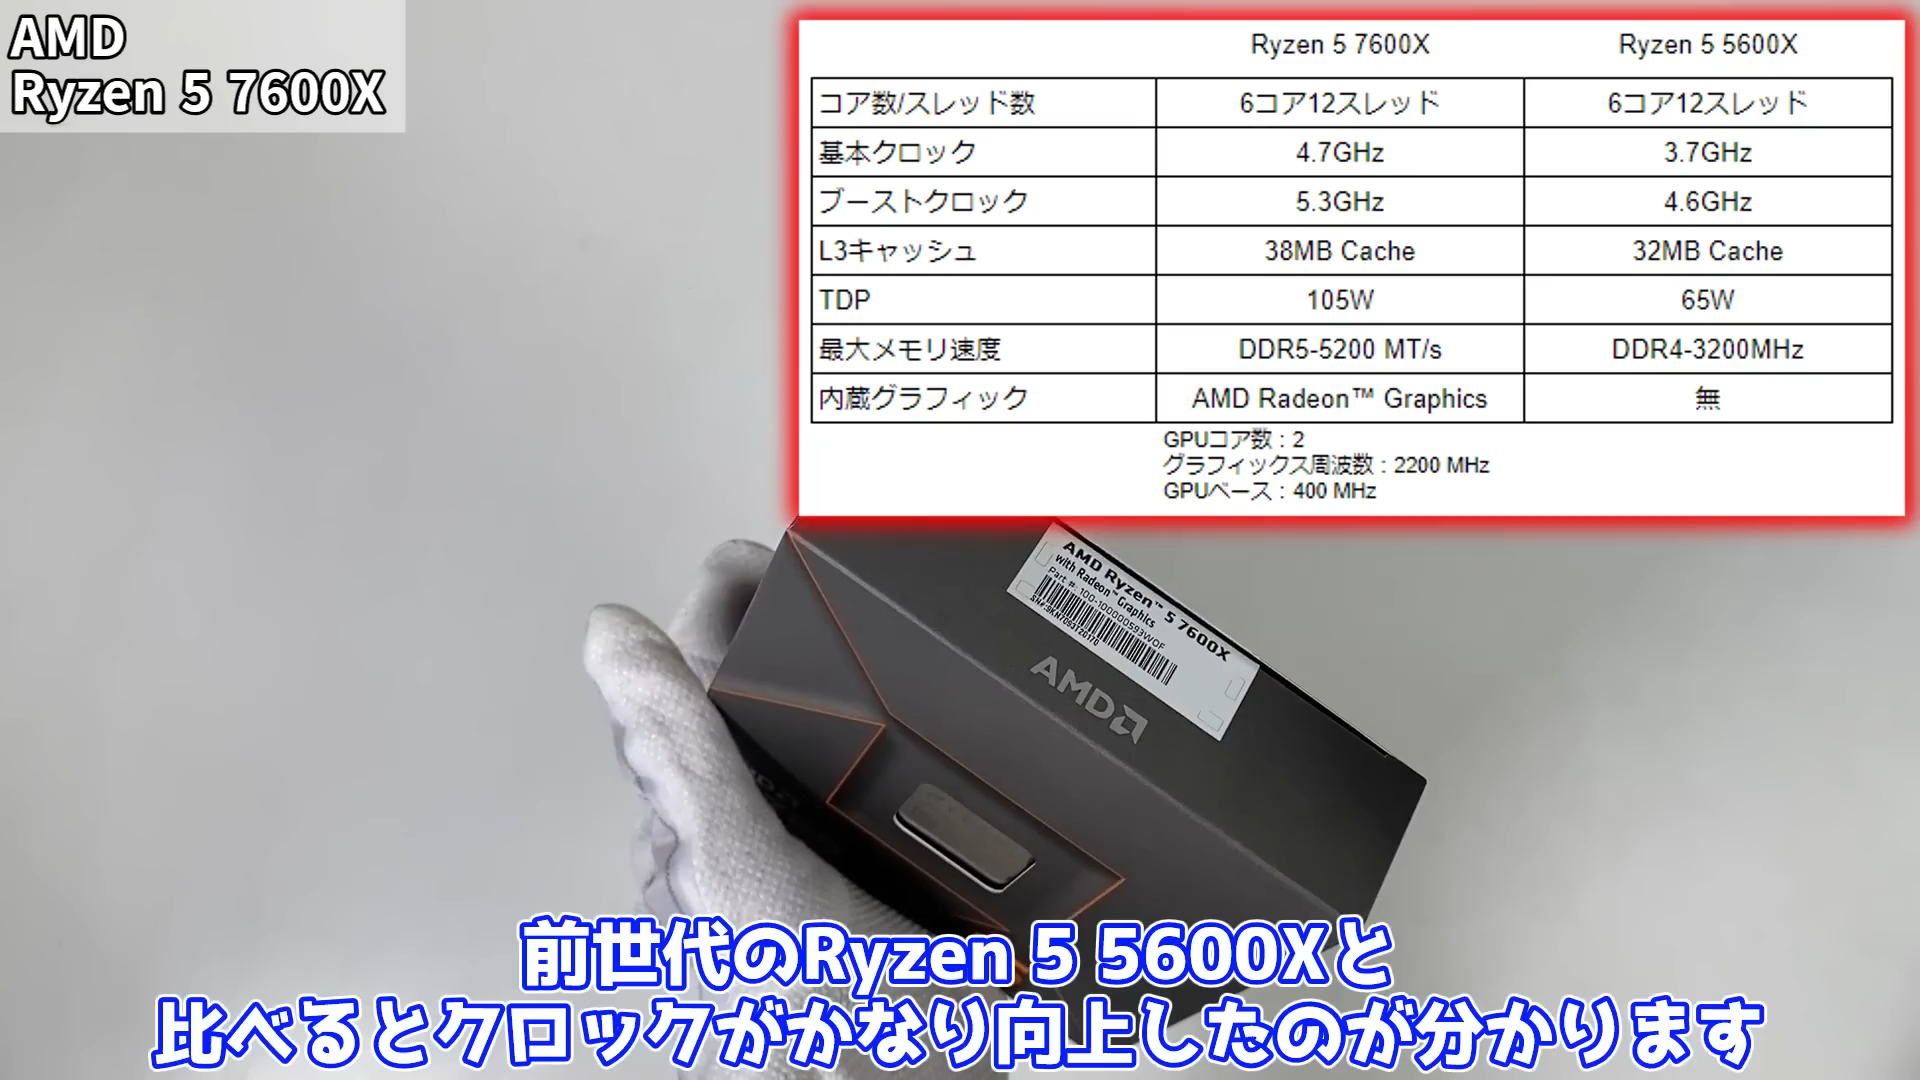 AMD
Ryzen 5 7600X
Ryzen 5 7600X Ryzen 5 5600X
コア数/スレッド数 6コア12スレッド 6コア12スレッド
基本クロック 4.7GHz 3.7GHz
ブーストクロック 5.3GHz 4.6GHz
L3キャッシュ 38MB Cache 32MB Cache
TDP 105W 65W
最大メモリ速度 DDR5-5200 MT/s DDR4-3200MHz
内蔵グラフィック AMD Radeon™ Graphics 無
GPUコア数：2
グラフィックス周波数：2200 MHz
GPUベース：400 MHz
AMD Ryzen™ 5 7600X
with Radeon™ Graphics
Part #: 100-100000593WOF
AMD
前世代のRyzen 5 5600Xと
比べるとクロックがかなり向上したのが分かります